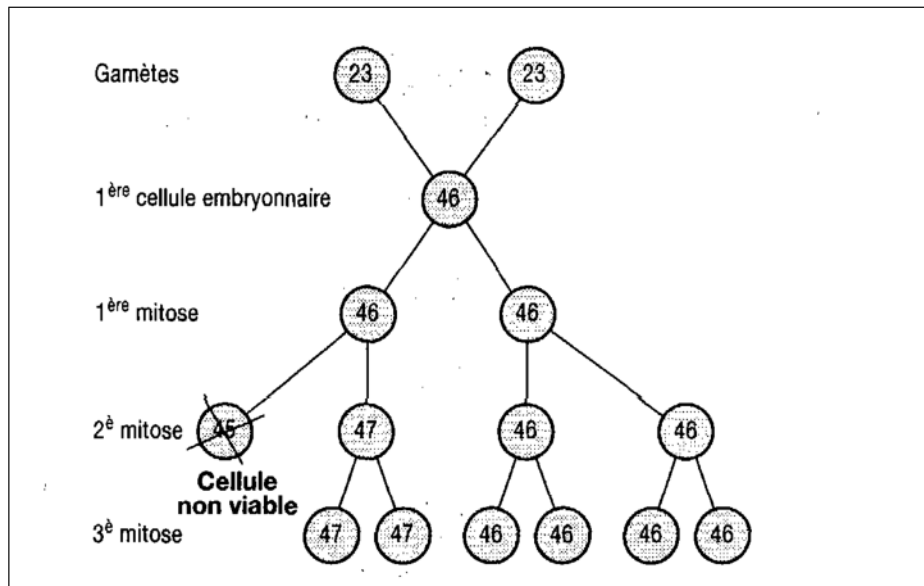 Gamètes 23 23
1ère cellule embryonnaire 46
1ère mitose 46 46
2è mitose 45 47 46 46
Cellule
non viable
3è mitose 47 47 46 46 46 46